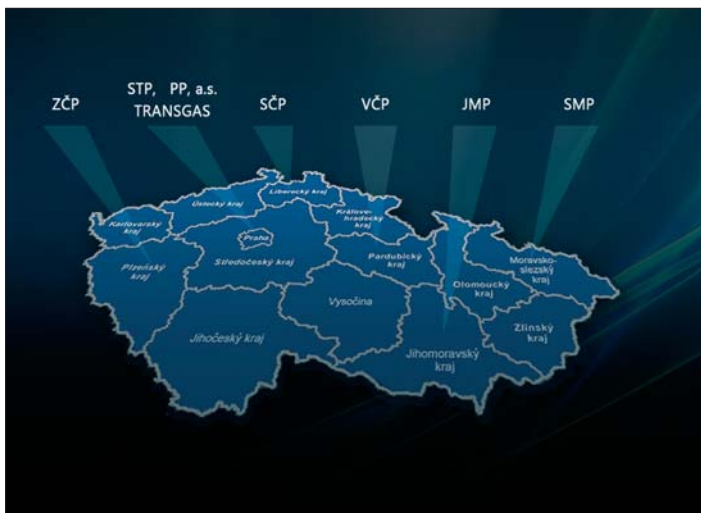 STP, PP, a.s.
ZČP
TRANSGAS
SČP
VČP
JMP
SMP
Liberecký kraj
Ústecký kraj
Karlovarský
kraj
Králove-
hradecký
kraj
Praha
Plzeňský
kraj
Středočeský kraj
Pardubický
kraj
Moravsko-
slezský
kraj
Olomoucký
kraj
Vysočina
Zlínský
kraj
Jihočeský kraj
Jihomoravský
kraj